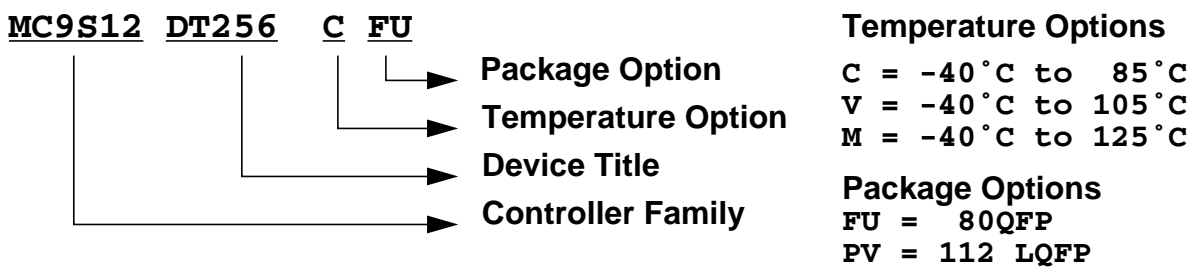 MC9S12 DT256 C FU
Package Option
Temperature Option
Device Title
Controller Family
Temperature Options
C = -40˚C to 85˚C
V = -40˚C to 105˚C
M = -40˚C to 125˚C
Package Options
FU = 80QFP
PV = 112 LQFP